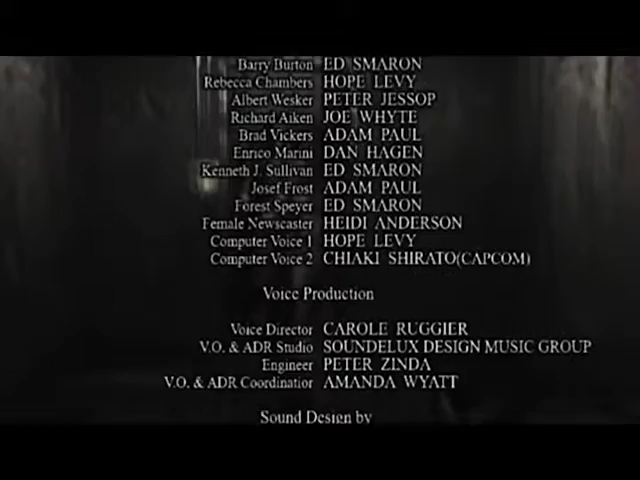 Barry Burton ED SMARON
Rebecca Chambers HOPE LEVY
Albert Wesker PETER JESSOP
Richard Aiken JOE WHYTE
Brad Vickers ADAM PAUL
Enrico Marini DAN HAGEN
Kenneth J. Sullivan ED SMARON
Josef Frost ADAM PAUL
Forest Speyer ED SMARON
Female Newscaster HEIDI ANDERSON
Computer Voice 1 HOPE LEVY
Computer Voice 2 CHIAKI SHIRATO(CAPCOM)
Voice Production
Voice Director CAROLE RUGGIER
V.O. & ADR Studio SOUNDELUX DESIGN MUSIC GROUP
Engineer PETER ZINDA
V.O. & ADR Coordinatior AMANDA WYATT
Sound Design by